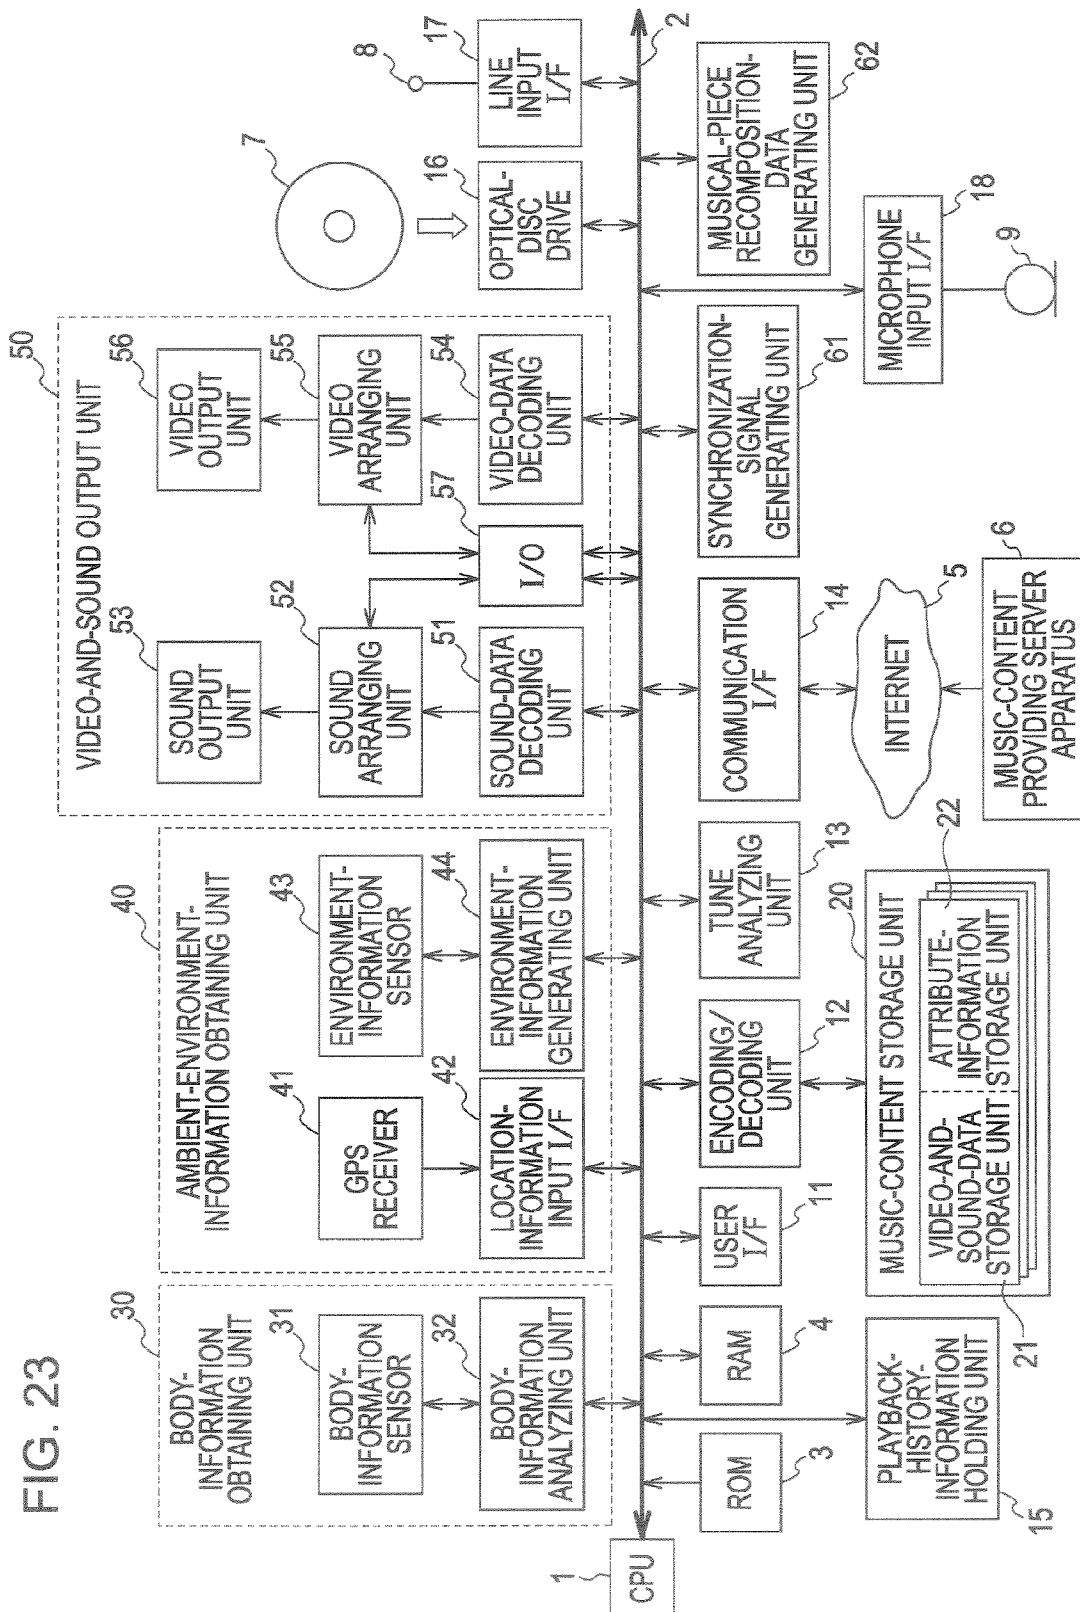 FIG. 23
30
BODY-
INFORMATION
OBTAINING UNIT
31
BODY-
INFORMATION
SENSOR
32
BODY-
INFORMATION
ANALYZING UNIT
40
AMBIENT-ENVIRONMENT-
INFORMATION OBTAINING UNIT
41
GPS
RECEIVER
42
LOCATION-
INFORMATION
INPUT I/F
43
ENVIRONMENT-
INFORMATION
SENSOR
44
ENVIRONMENT-
INFORMATION
GENERATING UNIT
50
VIDEO-AND-SOUND OUTPUT UNIT
53
SOUND
OUTPUT
UNIT
52
SOUND
ARRANGING
UNIT
51
SOUND-DATA
DECODING
UNIT
57
I/O
56
VIDEO
OUTPUT
UNIT
55
VIDEO
ARRANGING
UNIT
54
VIDEO-DATA
DECODING
UNIT
7
16
OPTICAL-
DISC
DRIVE
8
17
LINE
INPUT
I/F
2
1
CPU
ROM
3
RAM
4
USER
I/F
11
ENCODING/
DECODING
UNIT
12
TUNE
ANALYZING
UNIT
13
COMMUNICATION
I/F
14
SYNCHRONIZATION-
SIGNAL
GENERATING UNIT
61
MUSICAL-PIECE
RECOMPOSITION-
DATA
GENERATING UNIT
62
PLAYBACK-
HISTORY-
INFORMATION
HOLDING UNIT
15
20
MUSIC-CONTENT STORAGE UNIT
VIDEO-AND-
SOUND-DATA
STORAGE UNIT
21
ATTRIBUTE-
INFORMATION
STORAGE UNIT
22
INTERNET
5
6
MUSIC-CONTENT
PROVIDING SERVER
APPARATUS
MICROPHONE
INPUT I/F
18
9